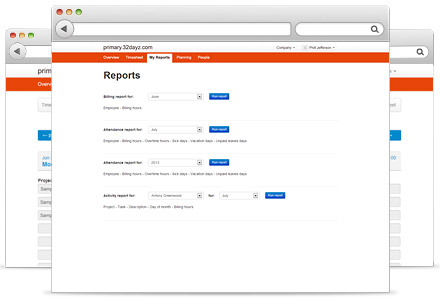 primary.32dayz.com
Company
Prot Jefferson
Overview Timesheet My Reports Planning People
Reports
Billing report for: June Run report
Employee - Billing hours
Attendance report for: July Run report
Employee - Billing hours - Overtime hours - Sick days - Vacation days - Unpaid leaves days
Attendance report for: 2013 Run report
Employee - Billing hours - Overtime hours - Sick days - Vacation days - Unpaid leaves days
Activity report for: Antony Greenwood for: July Run report
Project - Task - Description - Day of month - Billing hours
prim
Over
Time
Jun
Mo
Project
Samp
Samp
Samp
Samp
00